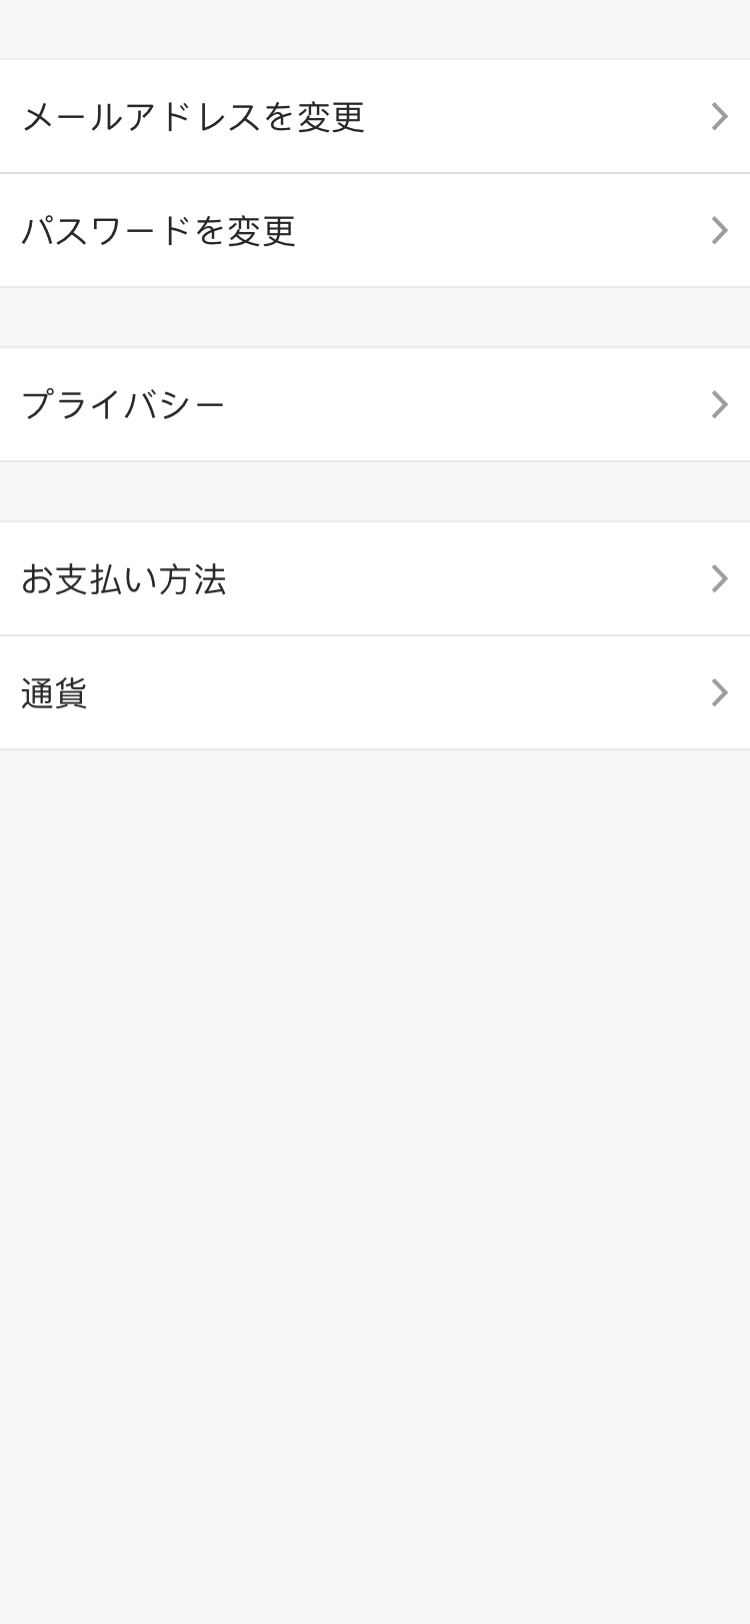 メールアドレスを変更
パスワードを変更
プライバシー
お支払い方法
通貨